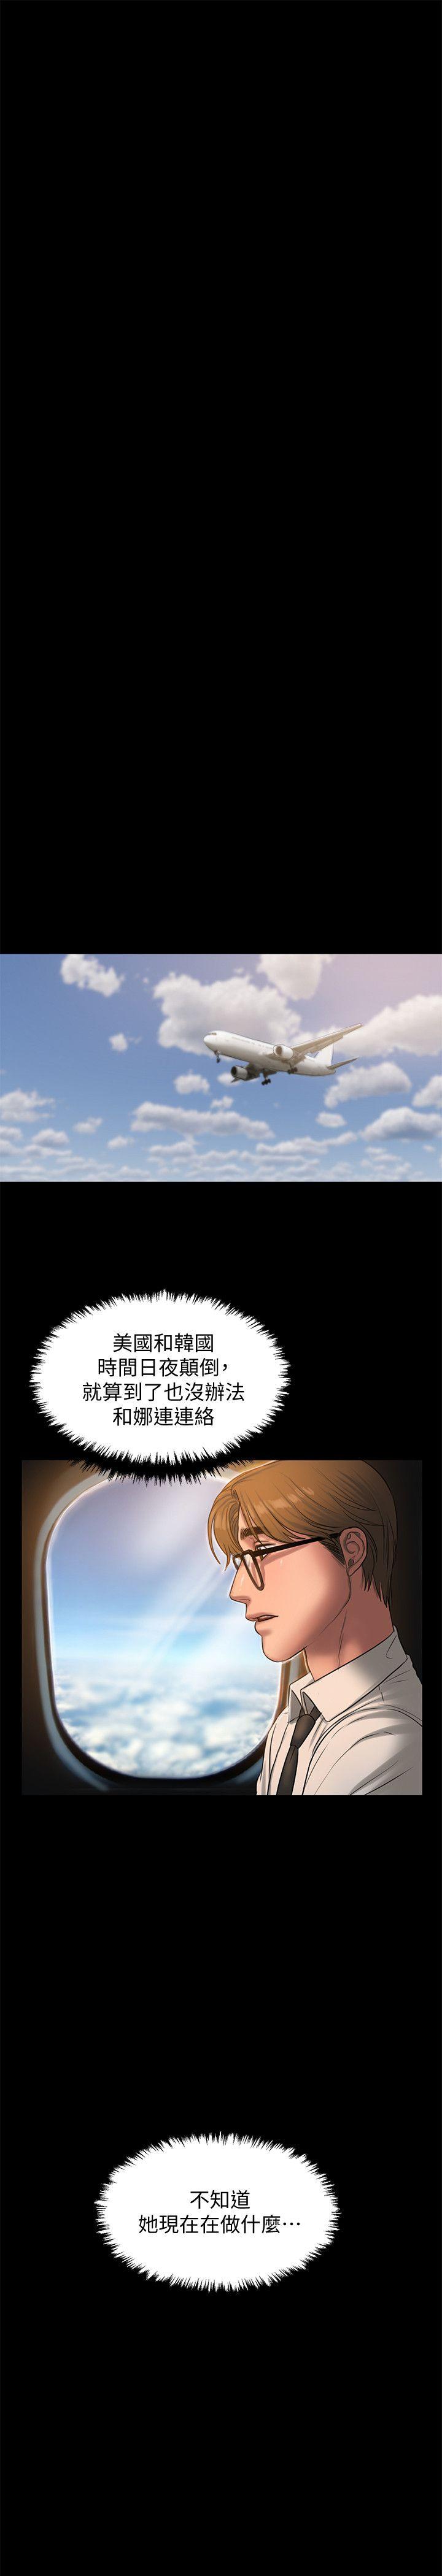 美國和韓國
時間日夜顛倒，
就算到了也沒辦法
和娜連連絡
不知道
她現在在做什麼⋯